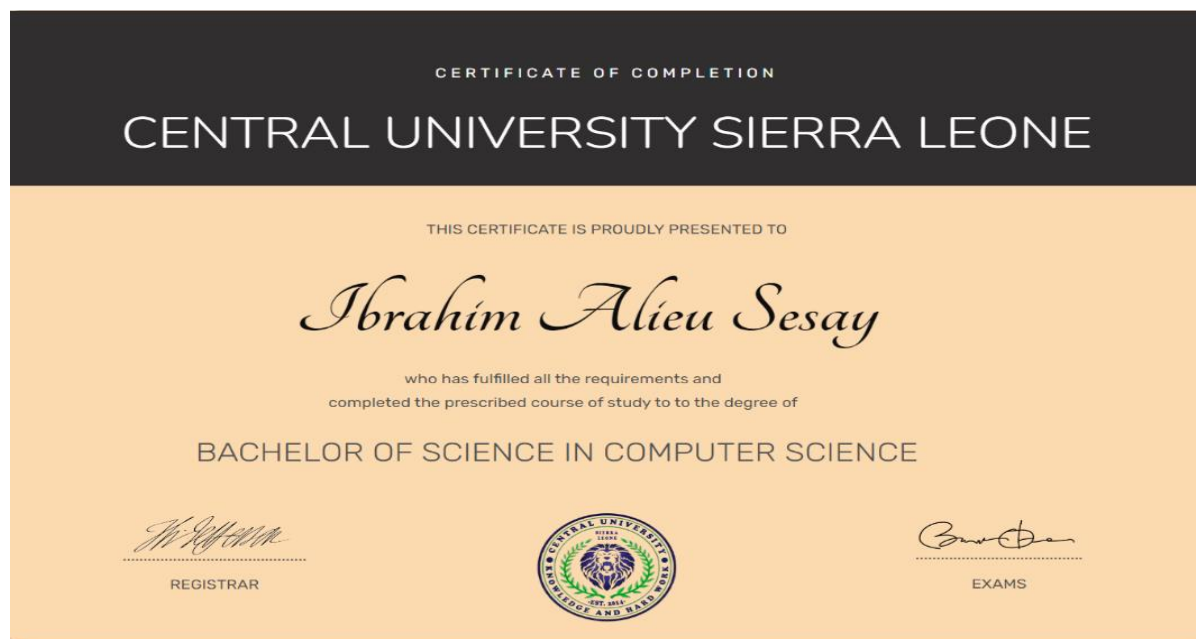 CERTIFICATE OF COMPLETION
CENTRAL UNIVERSITY SIERRA LEONE
THIS CERTIFICATE IS PROUDLY PRESENTED TO
Ibrahim Alieu Sesay
who has fulfilled all the requirements and
completed the prescribed course of study to to the degree of
BACHELOR OF SCIENCE IN COMPUTER SCIENCE
REGISTRAR
CENTRAL UNIVERSITY
SIERRA
LEONE
KNOWLEDGE AND HARD WORK
EXAMS